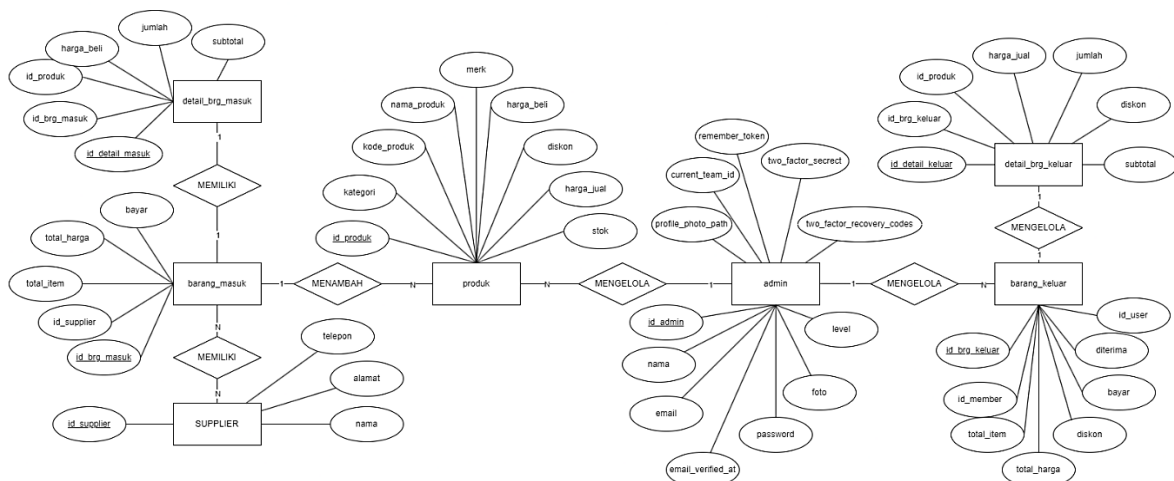 jumlah
harga_beli
subtotal
id_produk
detail_brg_masuk
id_brg_masuk
id_detail_masuk
1
MEMILIKI
1
bayar
total_harga
total_item
barang_masuk
id_supplier
id_brg_masuk
N
MEMILIKI
N
telepon
alamat
id_supplier
SUPPLIER
nama
1
MENAMBAH
N
merk
nama_produk
harga_beli
kode_produk
diskon
kategori
harga_jual
id_produk
stok
produk
N
MENGELOLA
1
remember_token
current_team_id
two_factor_secrect
profile_photo_path
two_factor_recovery_codes
admin
id_admin
level
nama
foto
email
password
email_verified_at
1
MENGELOLA
N
harga_jual
jumlah
id_produk
diskon
id_brg_keluar
detail_brg_keluar
id_detail_keluar
subtotal
1
MENGELOLA
1
barang_keluar
id_user
id_brg_keluar
diterima
id_member
bayar
total_item
diskon
total_harga